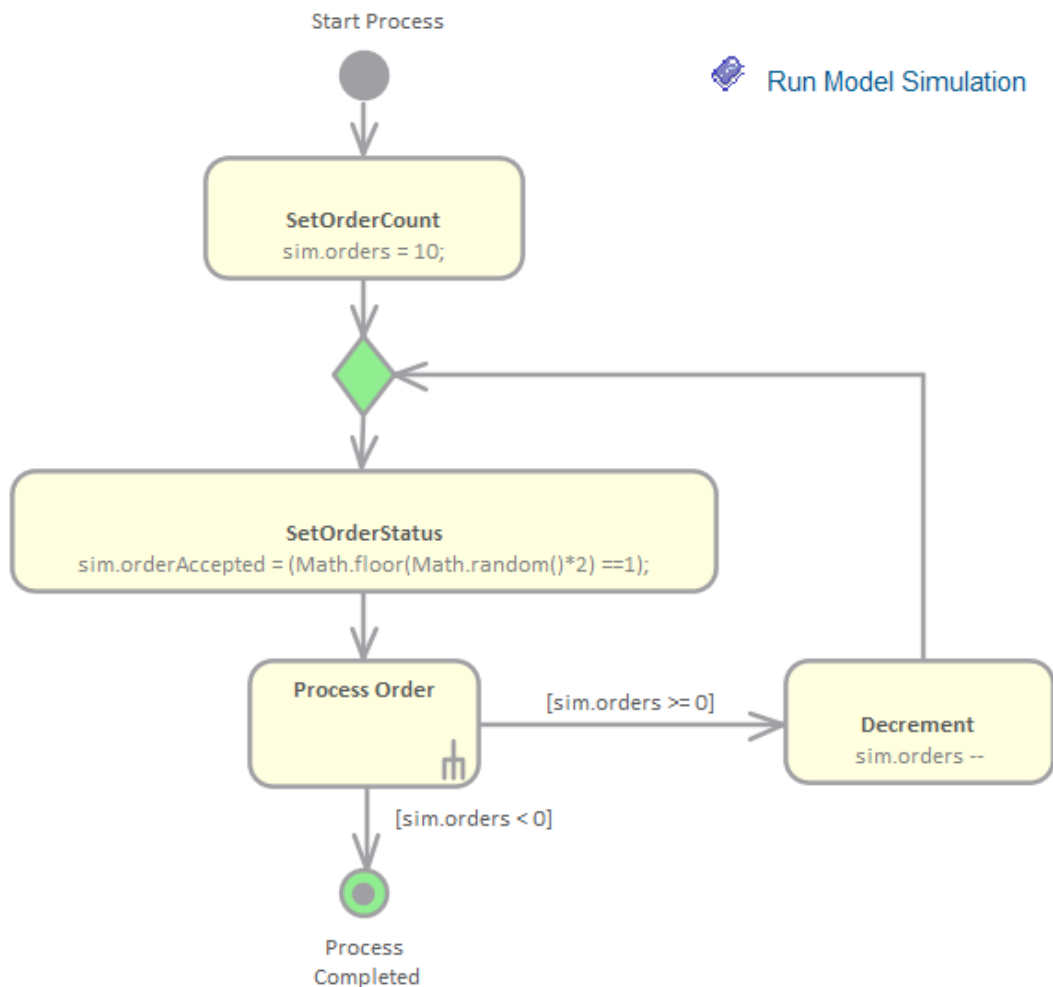 Start Process
Run Model Simulation
SetOrderCount
sim.orders = 10;
SetOrderStatus
sim.orderAccepted = (Math.floor(Math.random()*2) ==1);
Process Order
[sim.orders >= 0]
Decrement
sim.orders --
[sim.orders < 0]
Process
Completed